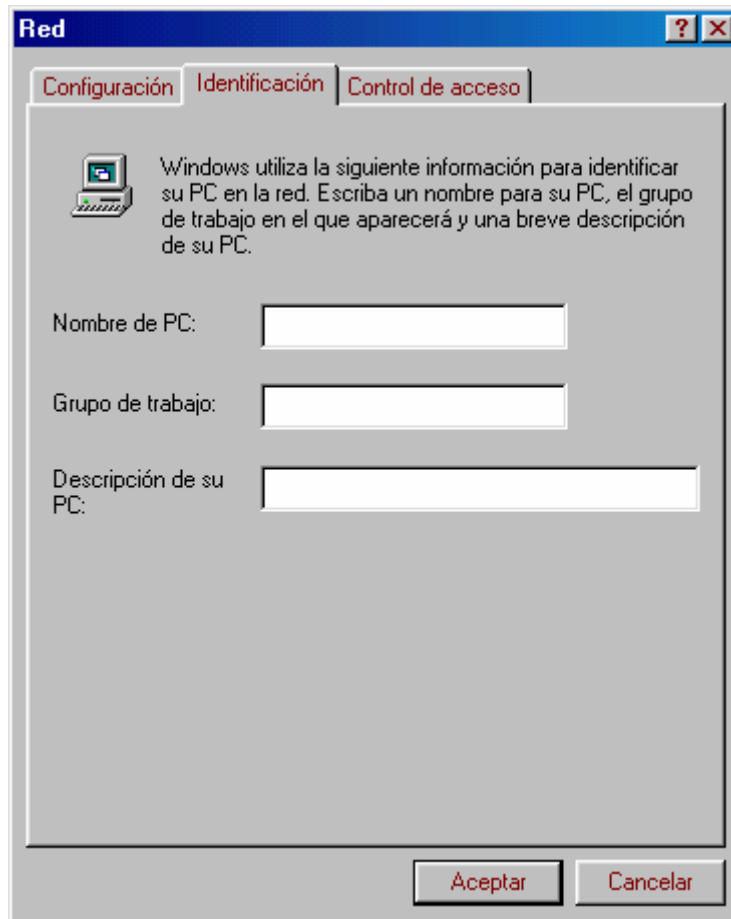 Red
Configuración Identificación Control de acceso
Windows utiliza la siguiente información para identificar
su PC en la red. Escriba un nombre para su PC, el grupo
de trabajo en el que aparecerá y una breve descripción
de su PC.
Nombre de PC:
Grupo de trabajo:
Descripción de su
PC:
Aceptar Cancelar